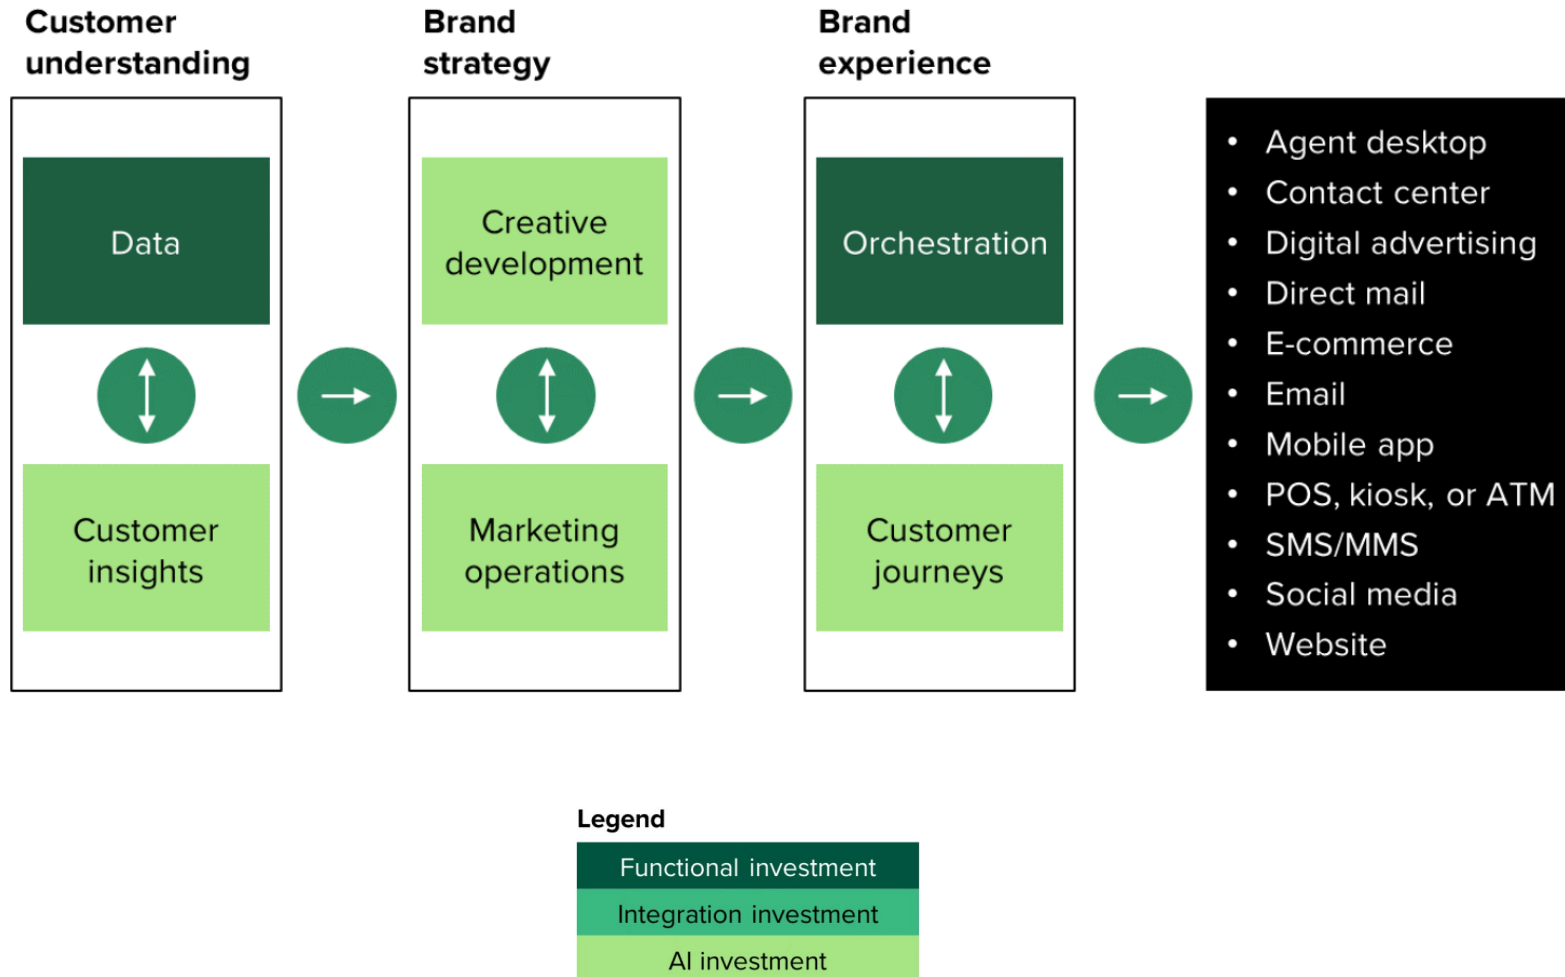 Customer
understanding
Brand
strategy
Brand
experience
Data
Customer
insights
Creative
development
Marketing
operations
Orchestration
Customer
journeys
• Agent desktop
• Contact center
• Digital advertising
• Direct mail
• E-commerce
• Email
• Mobile app
• POS, kiosk, or ATM
• SMS/MMS
• Social media
• Website
Legend
Functional investment
Integration investment
AI investment